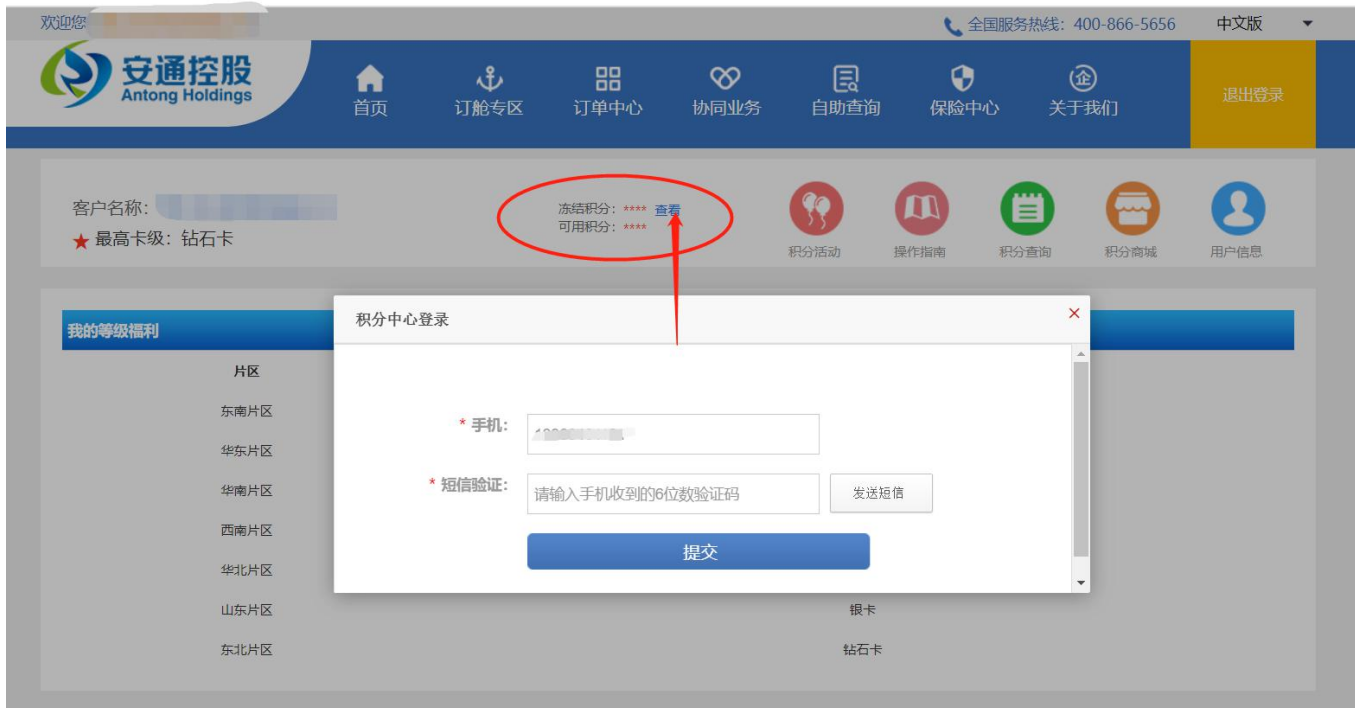 欢迎您
全国服务热线：400-866-5656
中文版
安通控股
Antong Holdings
首页
订舱专区
订单中心
协同业务
自助查询
保险中心
关于我们
退出登录
客户名称：
最高卡级：钻石卡
冻结积分：**** 查看
可用积分：****
积分活动
操作指南
积分查询
积分商城
用户信息
我的等级福利
积分中心登录
片区
东南片区
华东片区
华南片区
西南片区
华北片区
山东片区 银卡
东北片区 钻石卡
* 手机：
* 短信验证： 请输入手机收到的6位数验证码 发送短信
提交